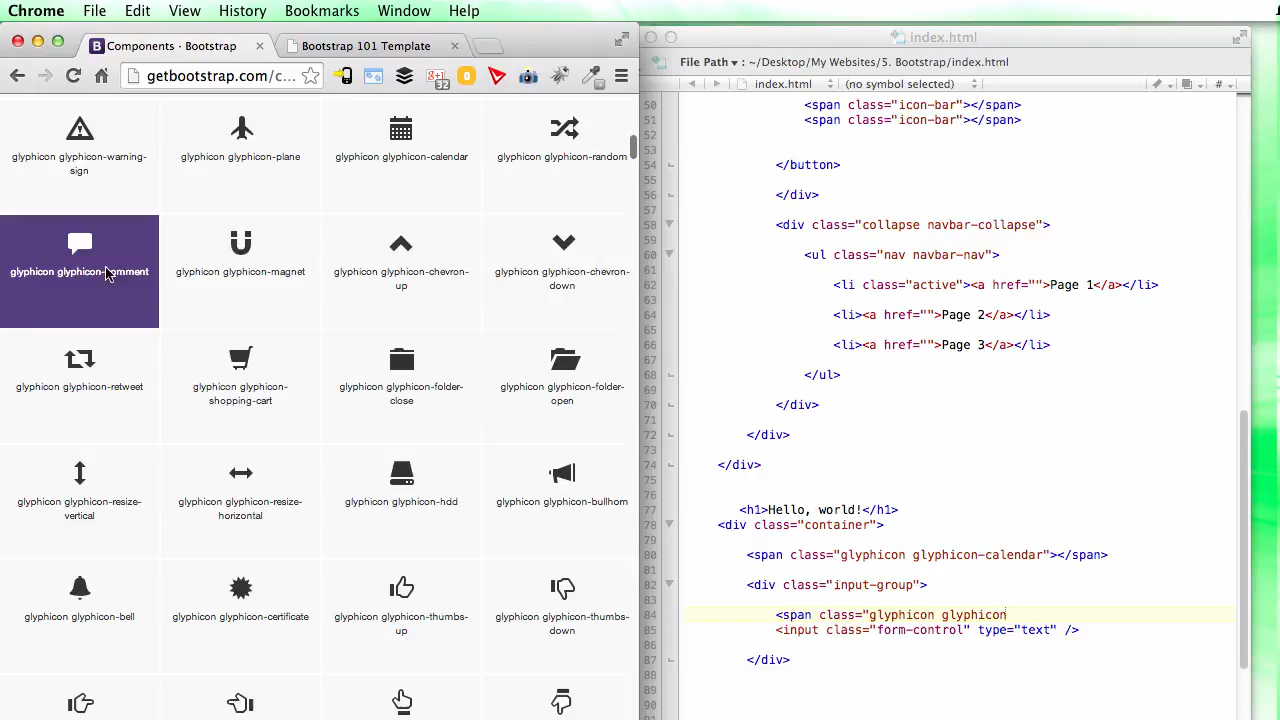 Chrome File Edit View History Bookmarks Window Help
Components · Bootstrap
Bootstrap 101 Template
getbootstrap.com/c...
32
0
glyphicon glyphicon-warning-
sign
glyphicon glyphicon-plane
glyphicon glyphicon-calendar
glyphicon glyphicon-random
glyphicon glyphicon-comment
glyphicon glyphicon-magnet
glyphicon glyphicon-chevron-
up
glyphicon glyphicon-chevron-
down
glyphicon glyphicon-retweet
glyphicon glyphicon-
shopping-cart
glyphicon glyphicon-folder-
close
glyphicon glyphicon-folder-
open
glyphicon glyphicon-resize-
vertical
glyphicon glyphicon-resize-
horizontal
glyphicon glyphicon-hdd
glyphicon glyphicon-bullhorn
glyphicon glyphicon-bell
glyphicon glyphicon-certificate
glyphicon glyphicon-thumbs-
up
glyphicon glyphicon-thumbs-
down
index.html
File Path ▾ : ~/Desktop/My Websites/5. Bootstrap/index.html
index.html (no symbol selected) #
50 <span class="icon-bar"></span>
51 <span class="icon-bar"></span>
52
53
54 </button>
55
56 </div>
57
58 <div class="collapse navbar-collapse">
59
60 <ul class="nav navbar-nav">
61
62 <li class="active"><a href="">Page 1</a></li>
63
64 <li><a href="">Page 2</a></li>
65
66 <li><a href="">Page 3</a></li>
67
68 </ul>
69
70 </div>
71
72 </div>
73
74 </div>
75
76
77 <h1>Hello, world!</h1>
78 <div class="container">
79
80 <span class="glyphicon glyphicon-calendar"></span>
81
82 <div class="input-group">
83
84 <span class="glyphicon glyphicon
85 <input class="form-control" type="text" />
86
87 </div>
88
89
90